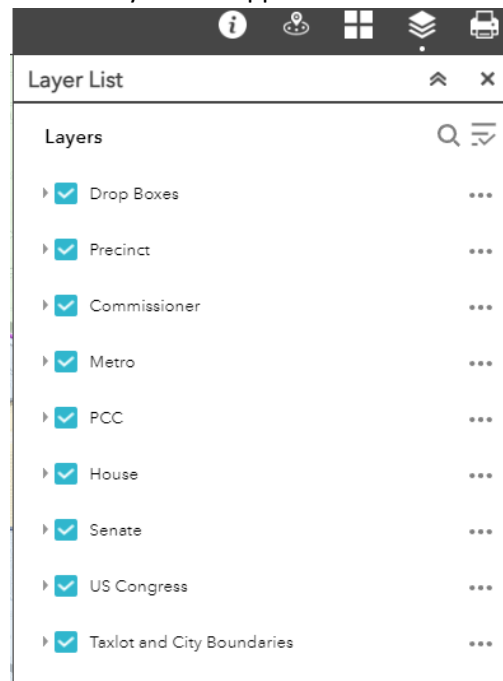 Layer List
Layers
Drop Boxes
Precinct
Commissioner
Metro
PCC
House
Senate
US Congress
Taxlot and City Boundaries